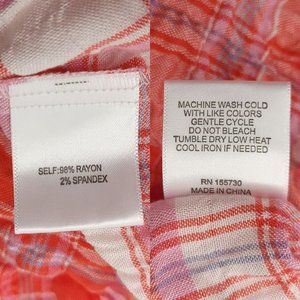 SELF:98% RAYON
2% SPANDEX
MACHINE WASH COLD
WITH LIKE COLORS
GENTLE CYCLE
DO NOT BLEACH
TUMBLE DRY LOW HEAT
COOL IRON IF NEEDED
RN 155730
MADE IN CHINA